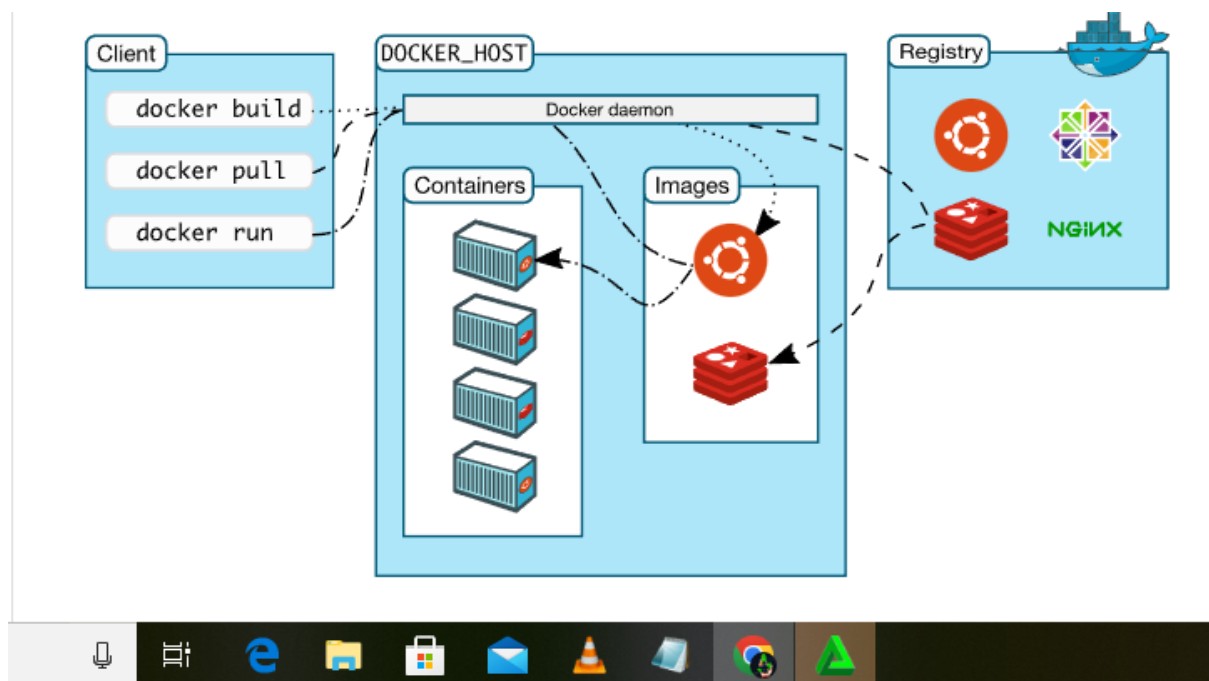 Client
docker build
docker pull
docker run
DOCKER_HOST
Docker daemon
Containers
Images
Registry
NGINX